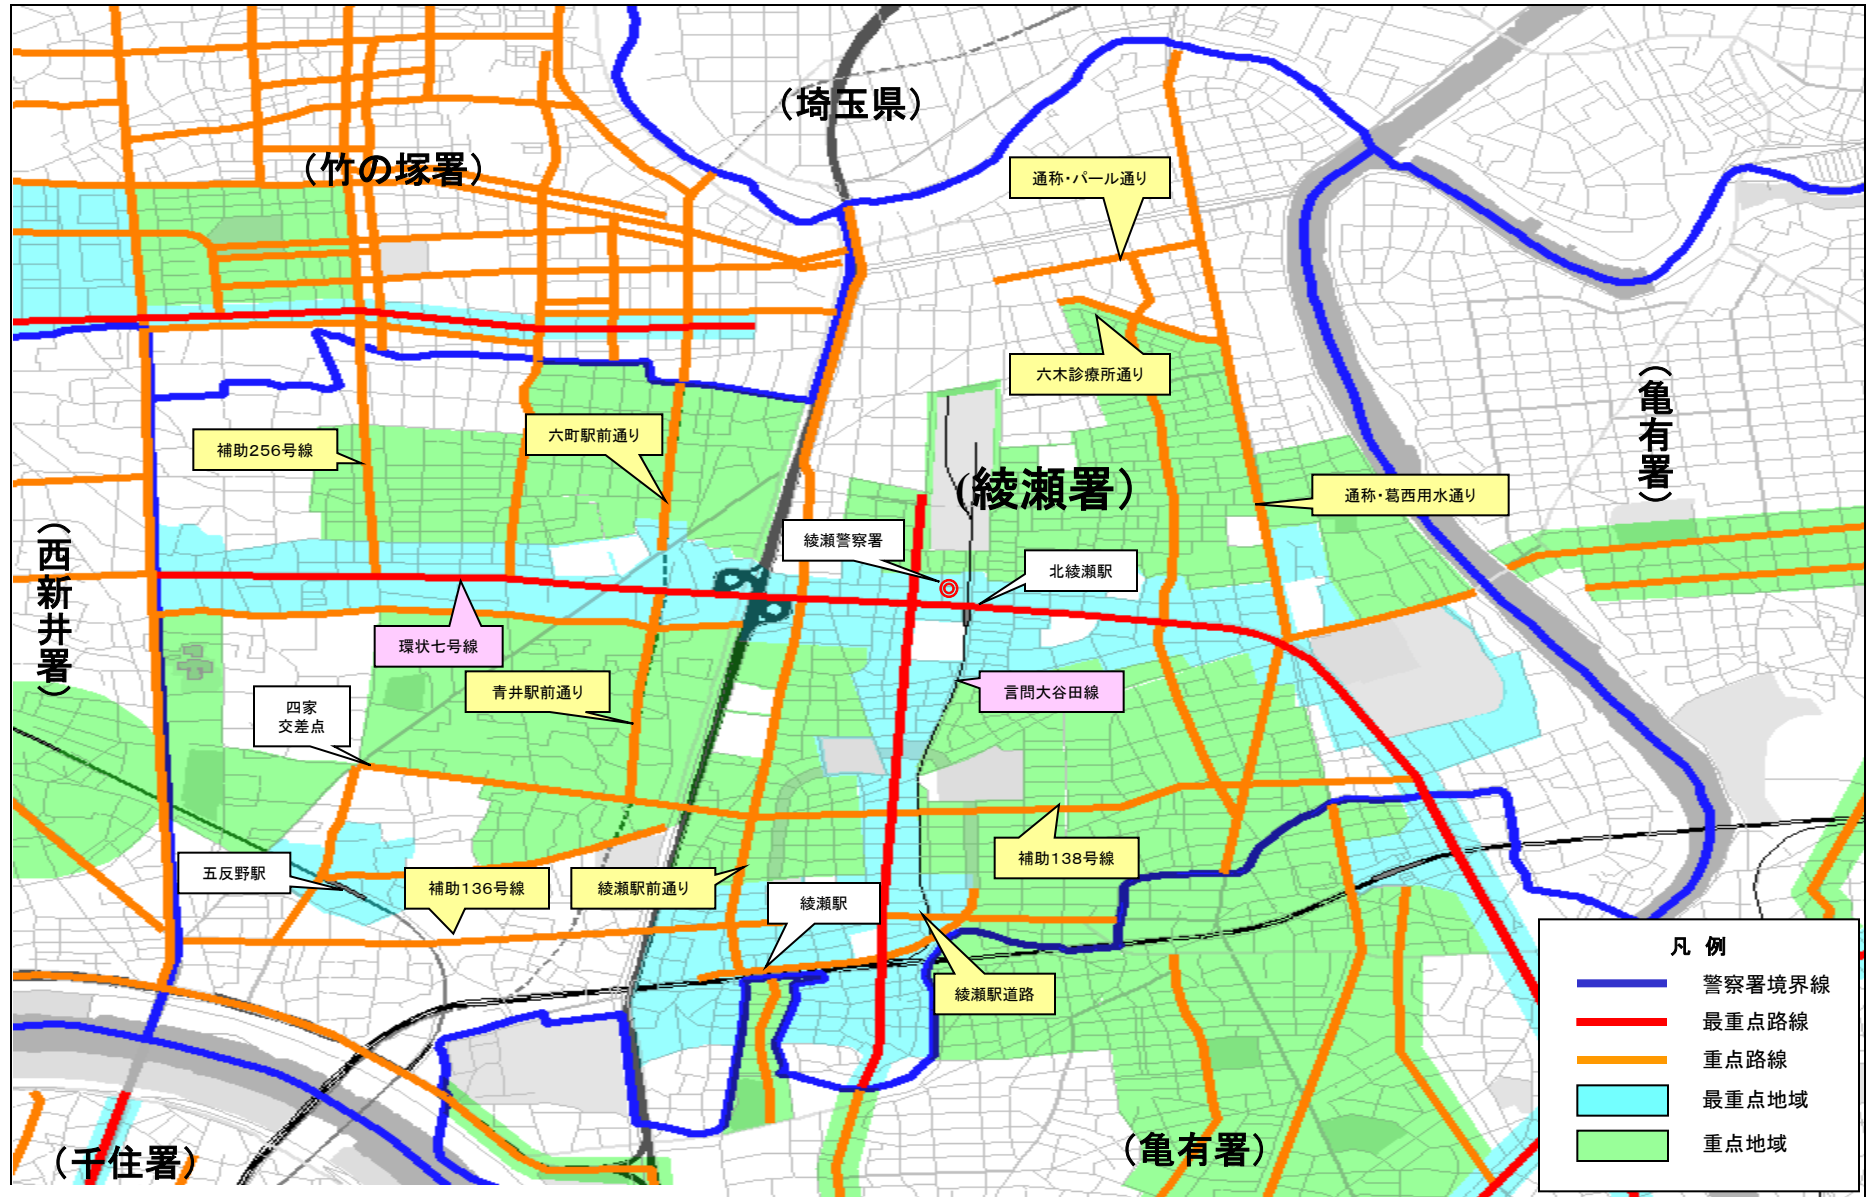 (埼玉県)
(竹の塚署)
通称・パール通り
六木診療所通り
(亀有署)
補助256号線
六町駅前通り
(綾瀬署)
通称・葛西用水通り
綾瀬警察署
北綾瀬駅
(西新井署)
環状七号線
青井駅前通り
言問大谷田線
四家
交差点
五反野駅
補助136号線
綾瀬駅前通り
綾瀬駅
補助138号線
綾瀬駅道路
(千住署)
(亀有署)
凡 例
警察署境界線
最重点路線
重点路線
最重点地域
重点地域